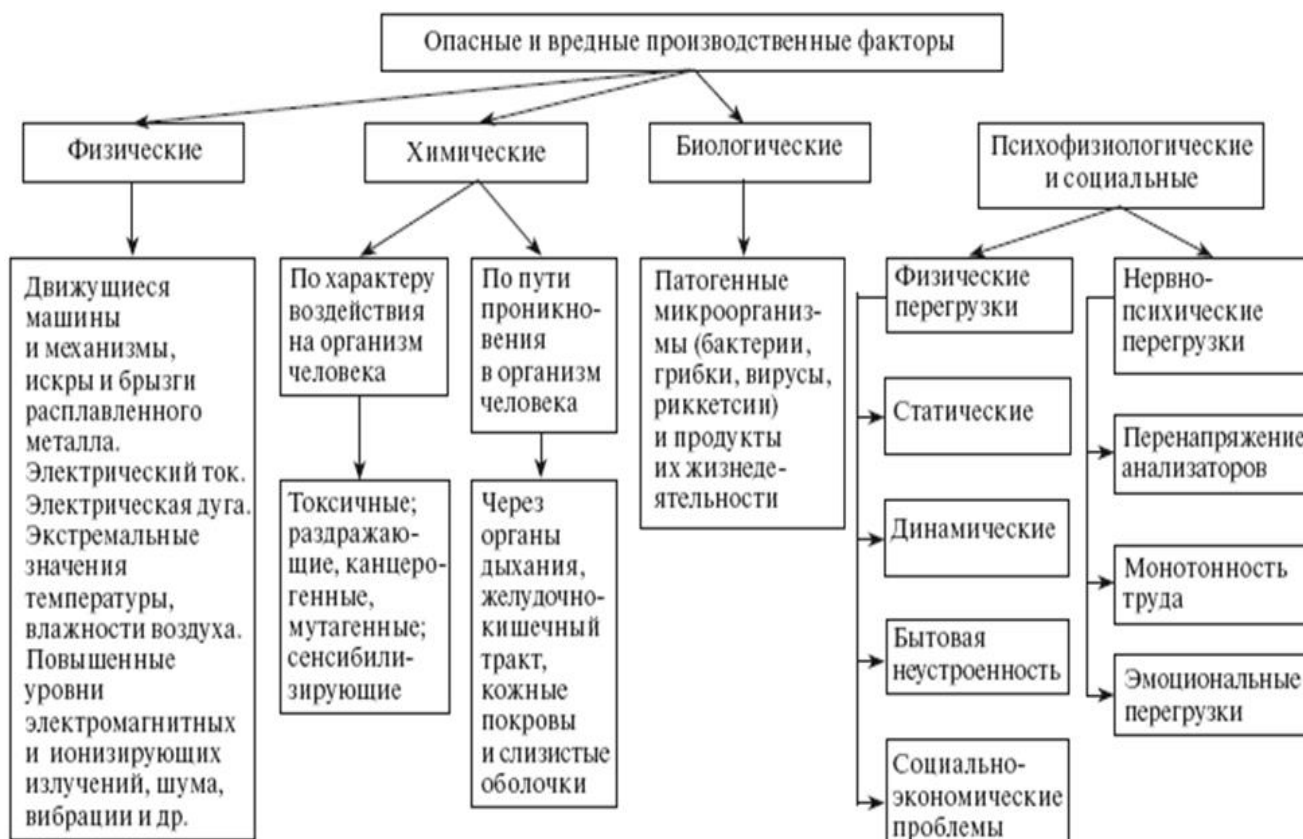 Опасные и вредные производственные факторы
Физические
Химические
Биологические
Психофизиологические
и социальные
Движущиеся
машины
и механизмы,
искры и брызги
расплавленного
металла.
Электрический ток.
Электрическая дуга.
Экстремальные
значения
температуры,
влажности воздуха.
Повышенные
уровни
электромагнитных
и ионизирующих
излучений, шума,
вибрации и др.
По характеру
воздействия
на организм
человека
Токсичные;
раздражаю-
щие, канцеро-
генные,
мутагенные;
сенсибили-
зирующие
По пути
проникно-
вения
в организм
человека
Через
органы
дыхания,
желудочно-
кишечный
тракт,
кожные
покровы
и слизистые
оболочки
Патогенные
микроорганиз-
мы (бактерии,
грибки, вирусы,
риккетсии)
и продукты
их жизнеде-
ятельности
Физические
перегрузки
Статические
Динамические
Бытовая
неустроенность
Социально-
экономические
проблемы
Нервно-
психические
перегрузки
Перенапряжение
анализаторов
Монотонность
труда
Эмоциональные
перегрузки